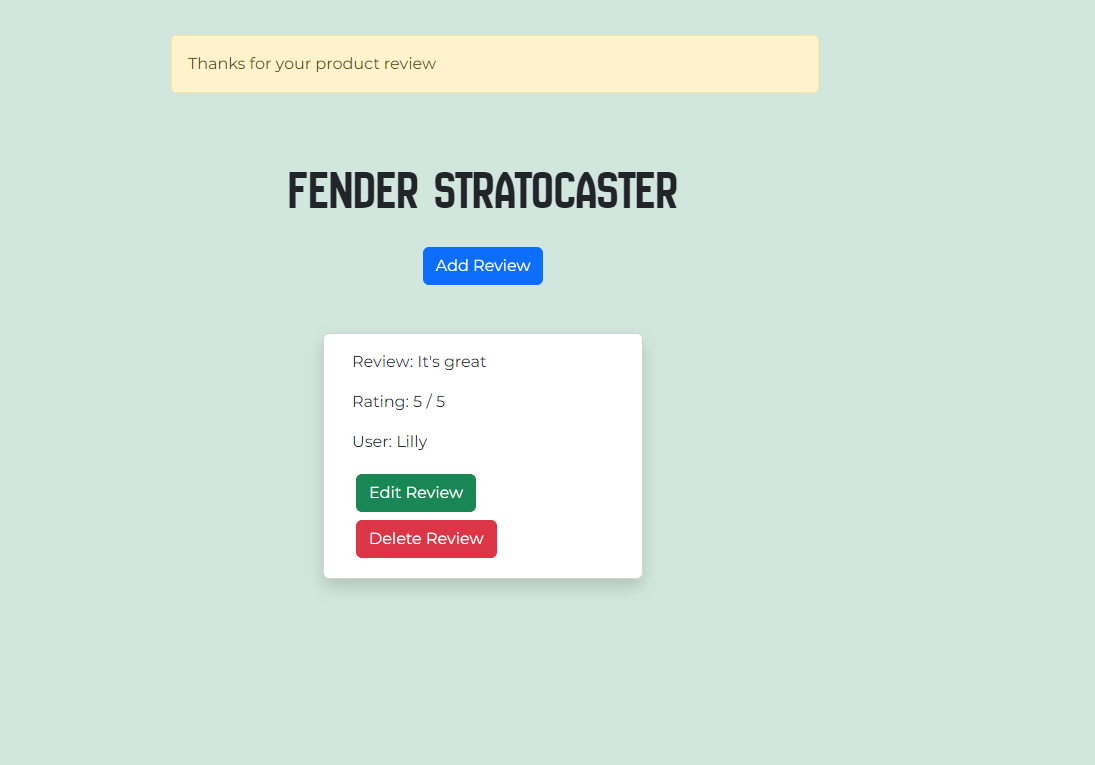 Thanks for your product review
FENDER STRATOCASTER
Add Review
Review: It's great
Rating: 5 / 5
User: Lilly
Edit Review
Delete Review